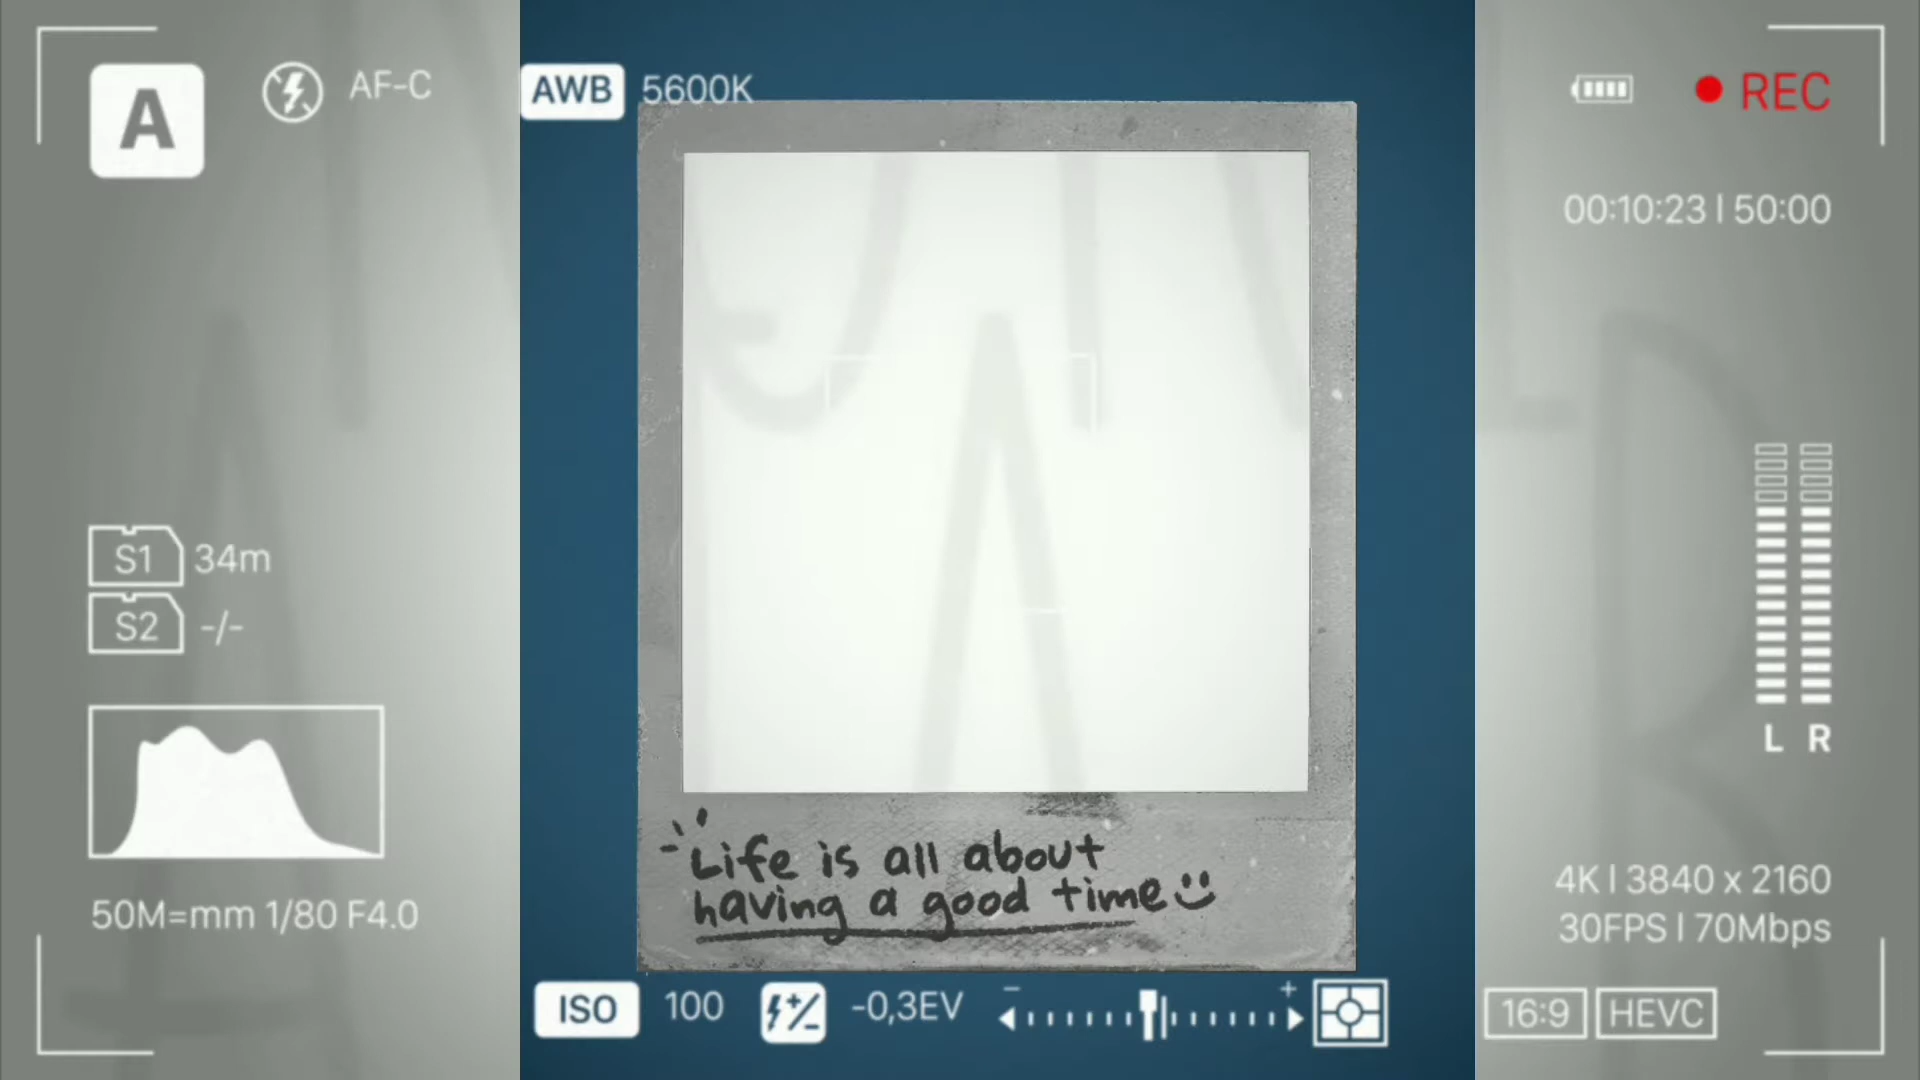 A
AF-C
AWB 5600K
REC
00:10:23 | 50:00
S1 34m
S2 -/-
L R
50M=mm 1/80 F4.0
4K | 3840 x 2160
30FPS | 70Mbps
Life is all about
having a good time
ISO 100
-0,3EV
- +
16:9 HEVC